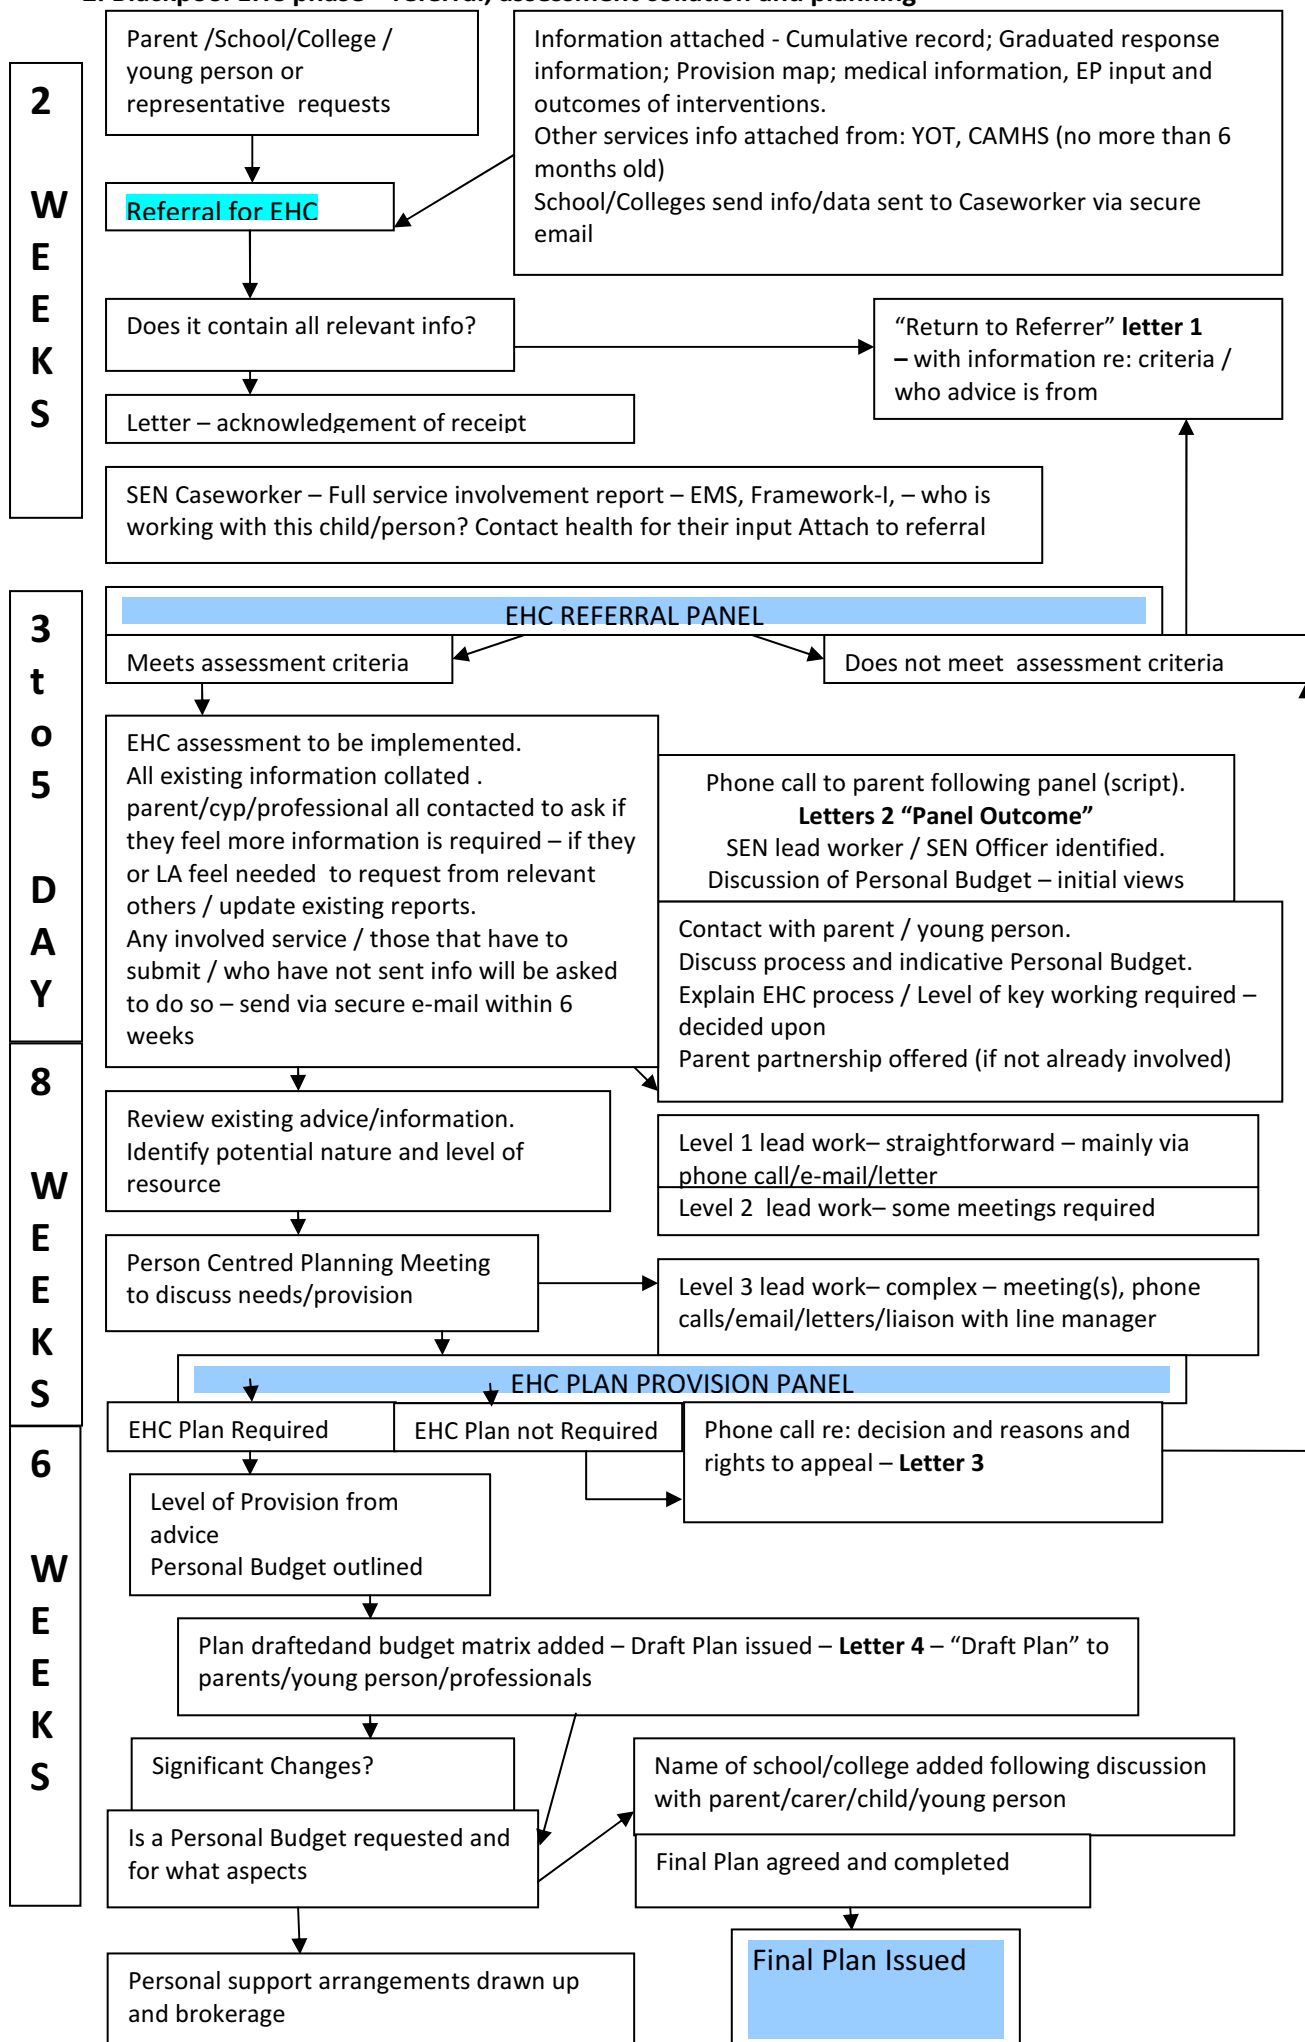 2. Blackpool EHC phase – referral, assessment collation and planning
2
W
E
E
K
S
Parent /School/College /
young person or
representative requests
Information attached - Cumulative record; Graduated response
information; Provision map; medical information, EP input and
outcomes of interventions.
Other services info attached from: YOT, CAMHS (no more than 6
months old)
School/Colleges send info/data sent to Caseworker via secure
email
Referral for EHC
Does it contain all relevant info?
“Return to Referrer” letter 1
– with information re: criteria /
who advice is from
Letter – acknowledgement of receipt
SEN Caseworker – Full service involvement report – EMS, Framework-I, – who is
working with this child/person? Contact health for their input Attach to referral
3
t
o
5
D
A
Y
EHC REFERRAL PANEL
Meets assessment criteria
Does not meet  assessment criteria
EHC assessment to be implemented.
All existing information collated .
parent/cyp/professional all contacted to ask if
they feel more information is required – if they
or LA feel needed  to request from relevant
others / update existing reports.
Any involved service / those that have to
submit / who have not sent info will be asked
to do so – send via secure e-mail within 6
weeks
Phone call to parent following panel (script).
Letters 2 “Panel Outcome”
SEN lead worker / SEN Officer identified.
Discussion of Personal Budget – initial views
Contact with parent / young person.
Discuss process and indicative Personal Budget.
Explain EHC process / Level of key working required –
decided upon
Parent partnership offered (if not already involved)
8
W
E
E
K
S
Review existing advice/information.
Identify potential nature and level of
resource
Level 1 lead work– straightforward – mainly via
phone call/e-mail/letter
Level 2  lead work– some meetings required
Person Centred Planning Meeting
to discuss needs/provision
Level 3 lead work– complex – meeting(s), phone
calls/email/letters/liaison with line manager
EHC PLAN PROVISION PANEL
EHC Plan Required
EHC Plan not Required
Phone call re: decision and reasons and
rights to appeal – Letter 3
6
W
E
E
K
S
Level of Provision from
advice
Personal Budget outlined
Plan draftedand budget matrix added – Draft Plan issued – Letter 4 – “Draft Plan” to
parents/young person/professionals
Significant Changes?
Name of school/college added following discussion
with parent/carer/child/young person
Is a Personal Budget requested and
for what aspects
Final Plan agreed and completed
Personal support arrangements drawn up
and brokerage
Final Plan Issued